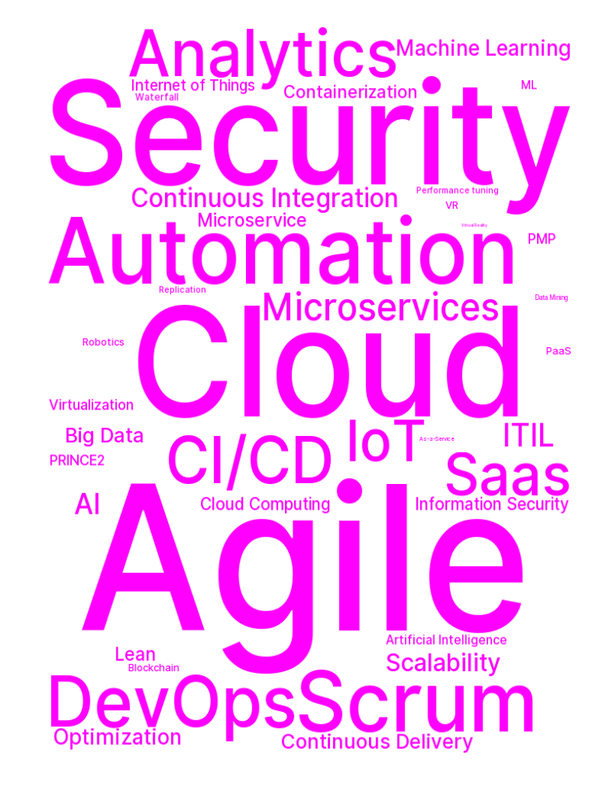 Analytics
Machine Learning
Internet of Things
ML
Containerization
Waterfall
Security
Performance tuning
Continuous Integration
VR
Microservice
Virtual Reality
Automation
PMP
Replication
Data Mining
Microservices
Cloud
Robotics
PaaS
Virtualization
Big Data
IoT
ITIL
As-a-Service
CI/CD
PRINCE2
Saas
AI
Cloud Computing
Information Security
Agile
Artificial Intelligence
Lean
Scalability
Blockchain
DevOps
Scrum
Optimization
Continuous Delivery